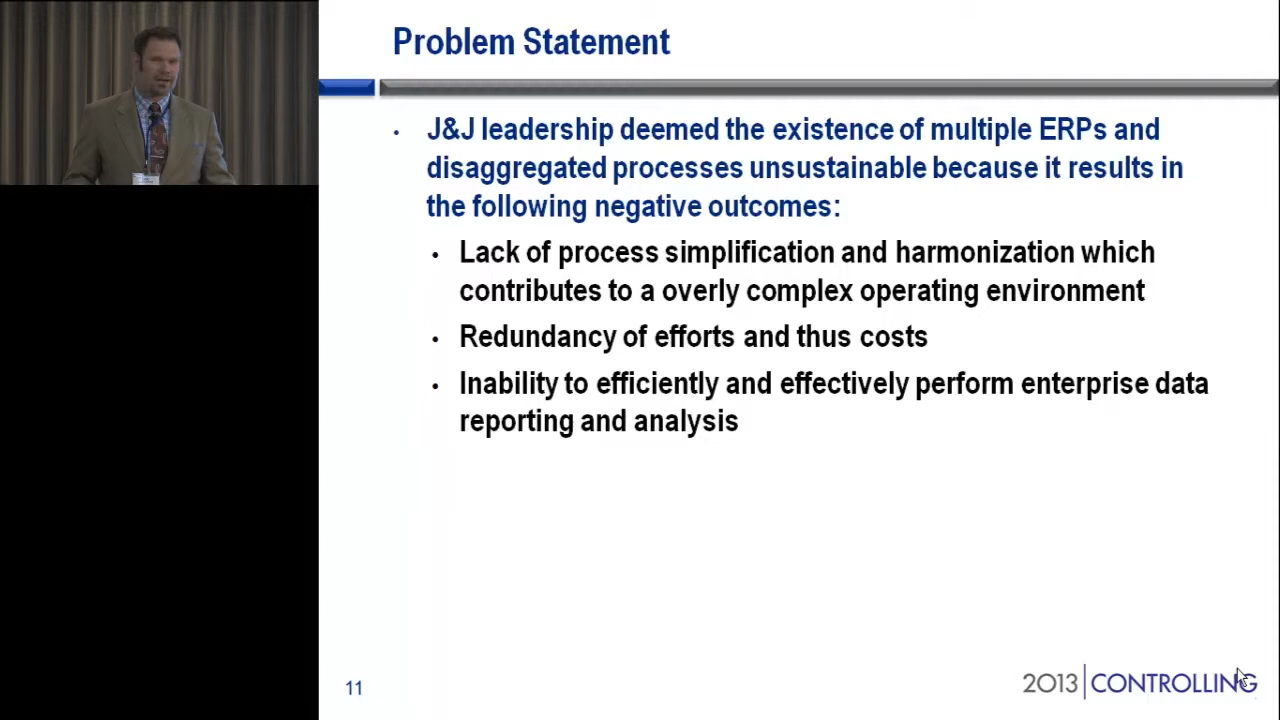 Problem Statement
• J&J leadership deemed the existence of multiple ERPs and
disaggregated processes unsustainable because it results in
the following negative outcomes:
• Lack of process simplification and harmonization which
contributes to a overly complex operating environment
• Redundancy of efforts and thus costs
• Inability to efficiently and effectively perform enterprise data
reporting and analysis
11
2013 | CONTROLLING